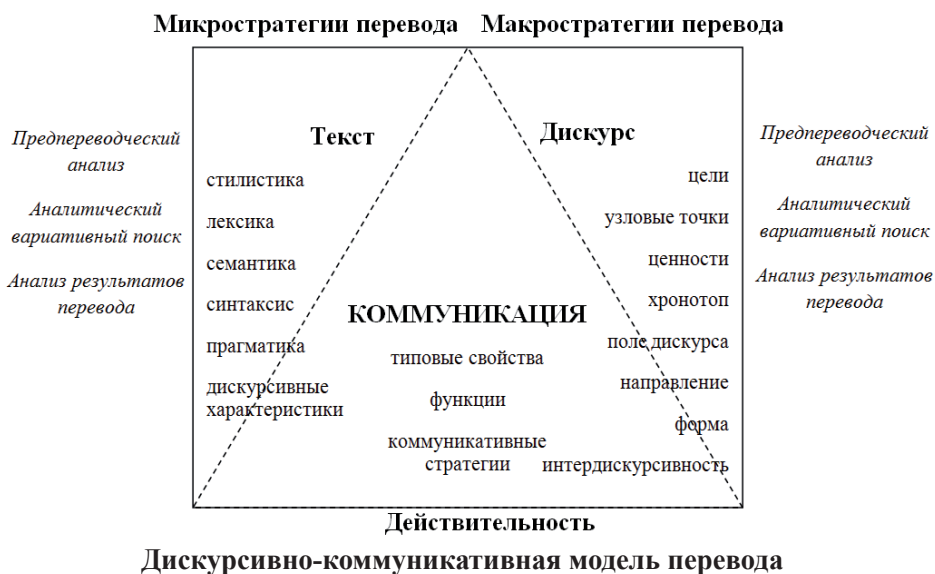 Микростратегии перевода Макростратегии перевода
Предпереводческий
анализ
Аналитический
вариативный поиск
Анализ результатов
перевода
Текст
стилистика
лексика
семантика
синтаксис
прагматика
дискурсивные
характеристики
КОММУНИКАЦИЯ
типовые свойства
функции
коммуникативные
стратегии
Дискурс
цели
узловые точки
ценности
хронотоп
поле дискурса
направление
форма
интердискурсивность
Предпереводческий
анализ
Аналитический
вариативный поиск
Анализ результатов
перевода
Действительность
Дискурсивно-коммуникативная модель перевода